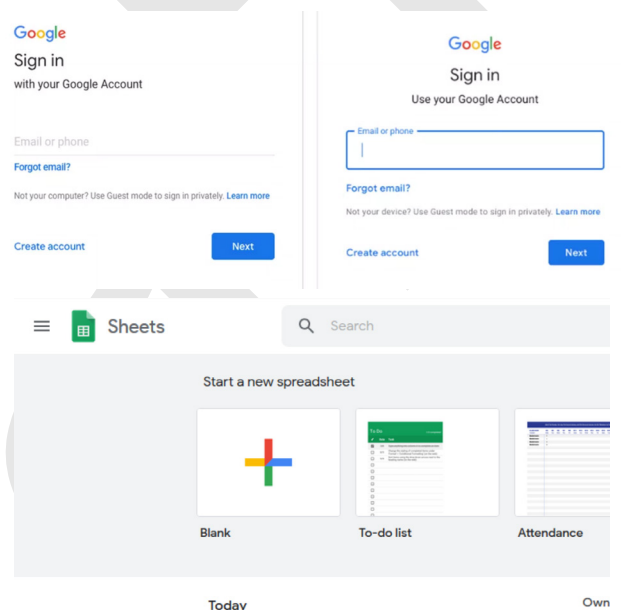 Google
Sign in
with your Google Account
Email or phone
Forgot email?
Not your computer? Use Guest mode to sign in privately. Learn more
Create account
Next
Google
Sign in
Use your Google Account
Email or phone
Forgot email?
Not your device? Use Guest mode to sign in privately. Learn more
Create account
Next
Sheets
Search
Start a new spreadsheet
To-do
Blank
To-do list
Attendance
Today
Own